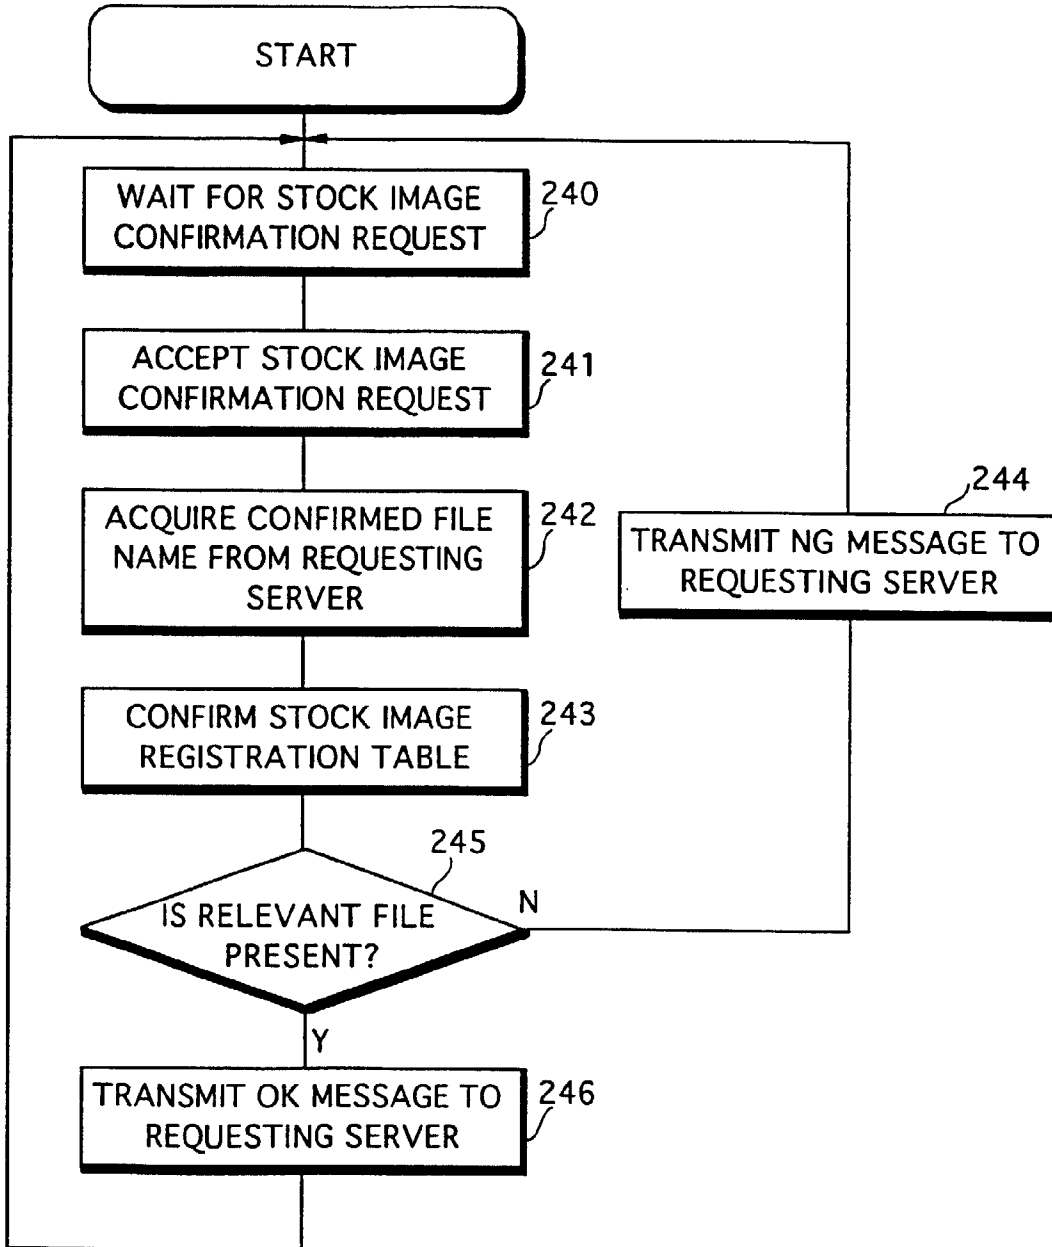 START
WAIT FOR STOCK IMAGE
CONFIRMATION REQUEST
240
ACCEPT STOCK IMAGE
CONFIRMATION REQUEST
241
ACQUIRE CONFIRMED FILE
NAME FROM REQUESTING
SERVER
242
244
TRANSMIT NG MESSAGE TO
REQUESTING SERVER
CONFIRM STOCK IMAGE
REGISTRATION TABLE
243
245
IS RELEVANT FILE
PRESENT?
N
Y
TRANSMIT OK MESSAGE TO
REQUESTING SERVER
246